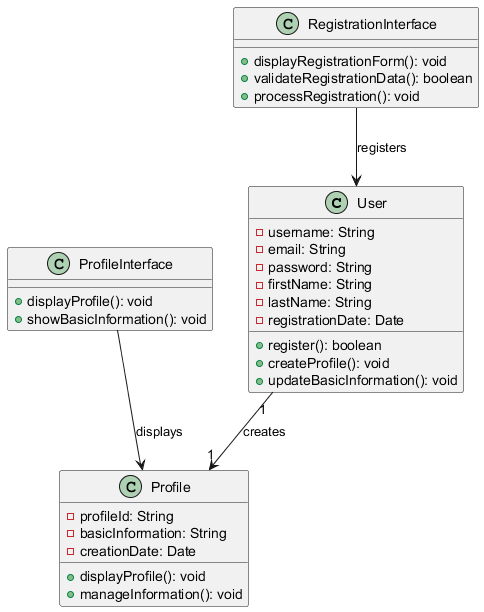 C RegistrationInterface
displayRegistrationForm(): void
validateRegistrationData(): boolean
processRegistration(): void
registers
C User
username: String
email: String
password: String
firstName: String
lastName: String
registrationDate: Date
register(): boolean
createProfile(): void
updateBasicInformation(): void
C ProfileInterface
displayProfile(): void
showBasicInformation(): void
displays
1
creates
1
C Profile
profileId: String
basicInformation: String
creationDate: Date
displayProfile(): void
manageInformation(): void